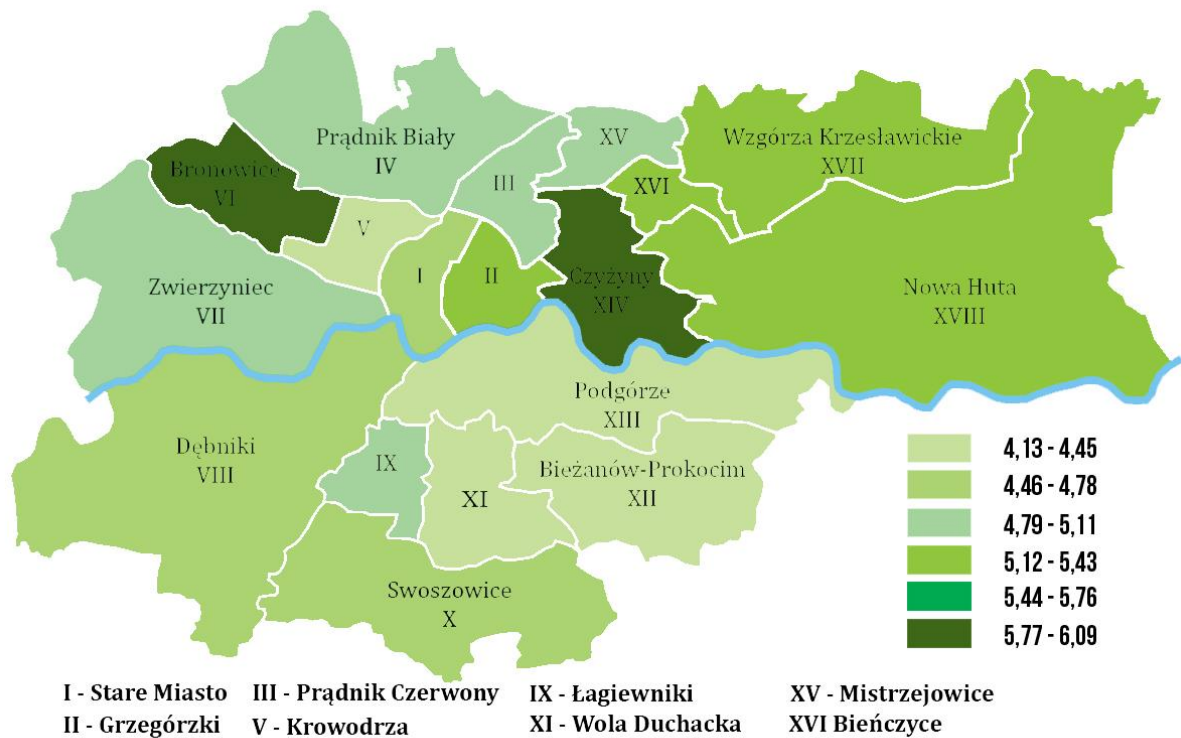 Prądnik Biały
IV
XV
Wzgórza Krzesławickie
XVII
Bronowice
VI
III
XVI
V
I
II
Czyżyny
XIV
Zwierzyniec
VII
Nowa Huta
XVIII
Podgórze
XIII
Dębniki
VIII
IX
XI
Bieżanów-Prokocim
XII
Swoszowice
X
4,13 - 4,45
4,46 - 4,78
4,79 - 5,11
5,12 - 5,43
5,44 - 5,76
5,77 - 6,09
I - Stare Miasto III - Prądnik Czerwony IX - Łagiewniki XV - Mistrzejowice
II - Grzegórzki V - Krowodrza XI - Wola Duchacka XVI Bieńczyce